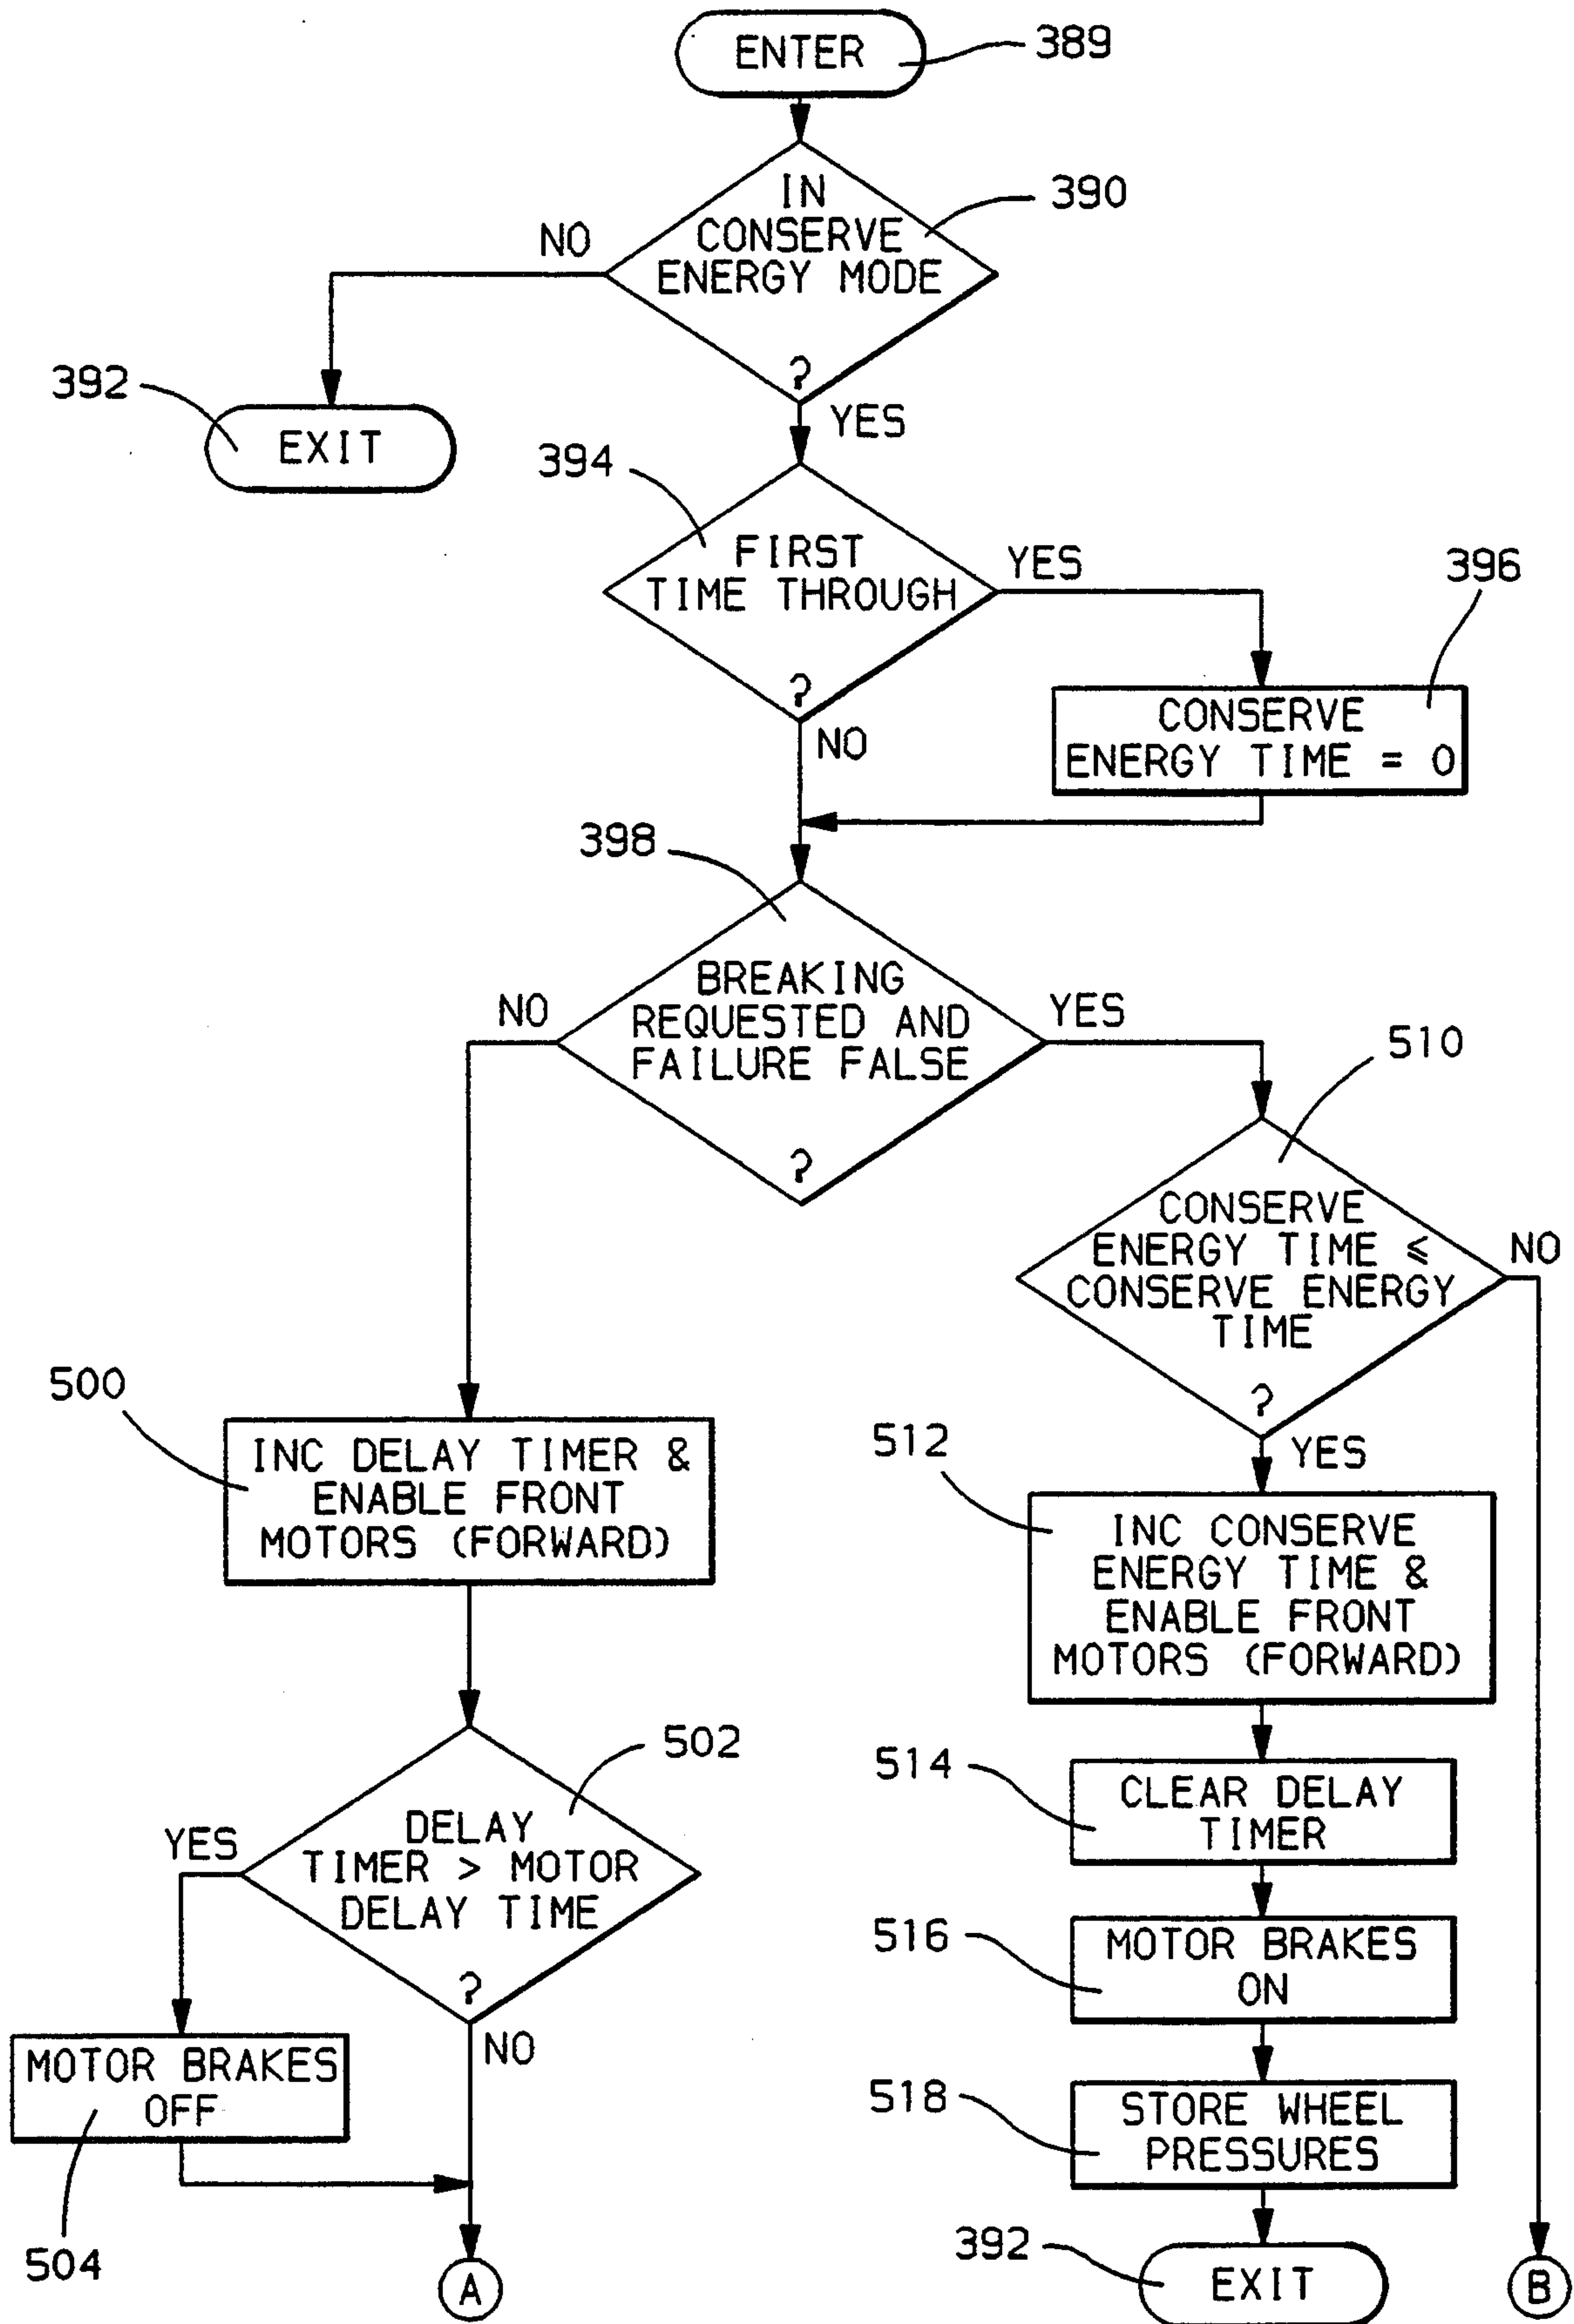 ENTER
389
IN
CONSERVE
ENERGY MODE
?
390
NO
392
EXIT
YES
394
FIRST
TIME THROUGH
?
YES
396
CONSERVE
ENERGY TIME = 0
NO
398
BREAKING
REQUESTED AND
FAILURE FALSE
?
NO
YES
510
CONSERVE
ENERGY TIME ≤
CONSERVE ENERGY
TIME
?
NO
500
INC DELAY TIMER &
ENABLE FRONT
MOTORS (FORWARD)
YES
512
INC CONSERVE
ENERGY TIME &
ENABLE FRONT
MOTORS (FORWARD)
502
DELAY
TIMER > MOTOR
DELAY TIME
?
YES
514
CLEAR DELAY
TIMER
516
MOTOR BRAKES
ON
NO
MOTOR BRAKES
OFF
504
518
STORE WHEEL
PRESSURES
392
EXIT
A
B